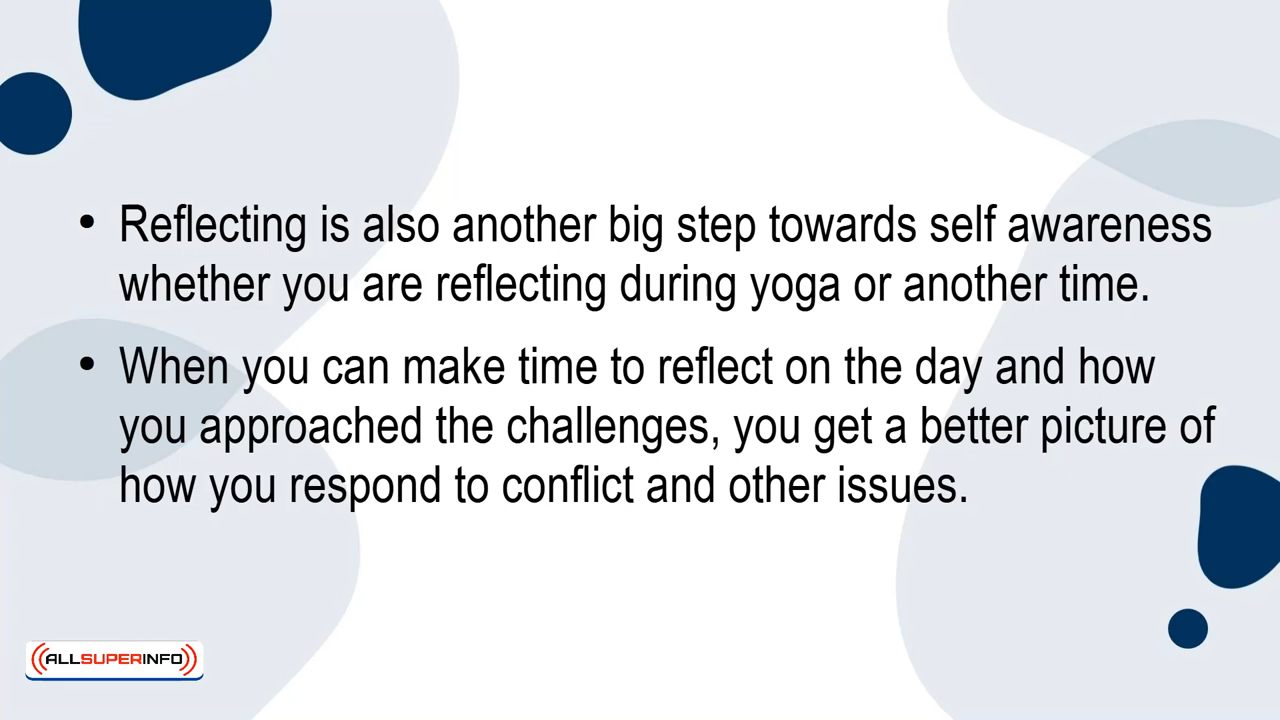 • Reflecting is also another big step towards self awareness
whether you are reflecting during yoga or another time.
• When you can make time to reflect on the day and how
you approached the challenges, you get a better picture of
how you respond to conflict and other issues.
ALLSUPERINFO